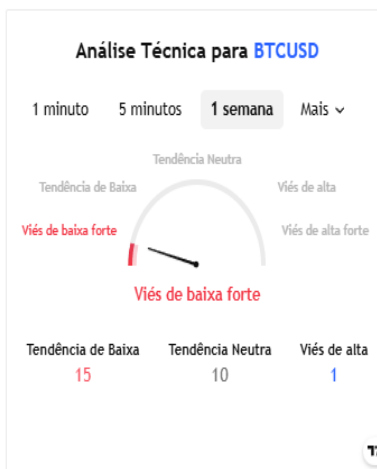 Análise Técnica para BTCUSD
1 minuto 5 minutos 1 semana Mais
Tendência Neutra
Tendência de Baixa Viés de alta
Viés de baixa forte Viés de alta forte
Viés de baixa forte
Tendência de Baixa Tendência Neutra Viés de alta
15 10 1